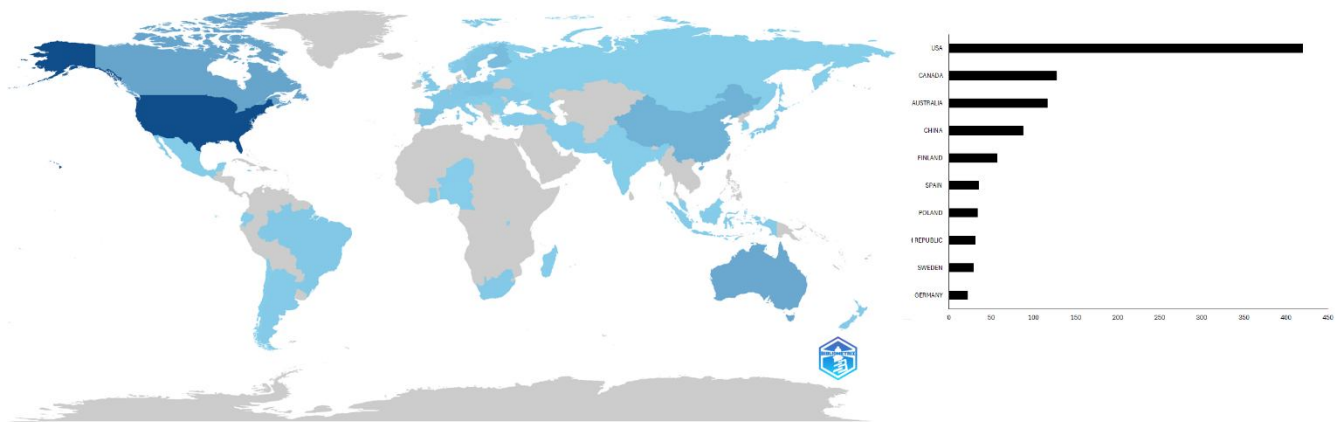 USA
CANADA
AUSTRALIA
CHINA
FINLAND
SPAIN
POLAND
I REPUBLIC
SWEDEN
GERMANY
0 50 100 150 200 250 300 350 400 450
BIBLIOMETRIX